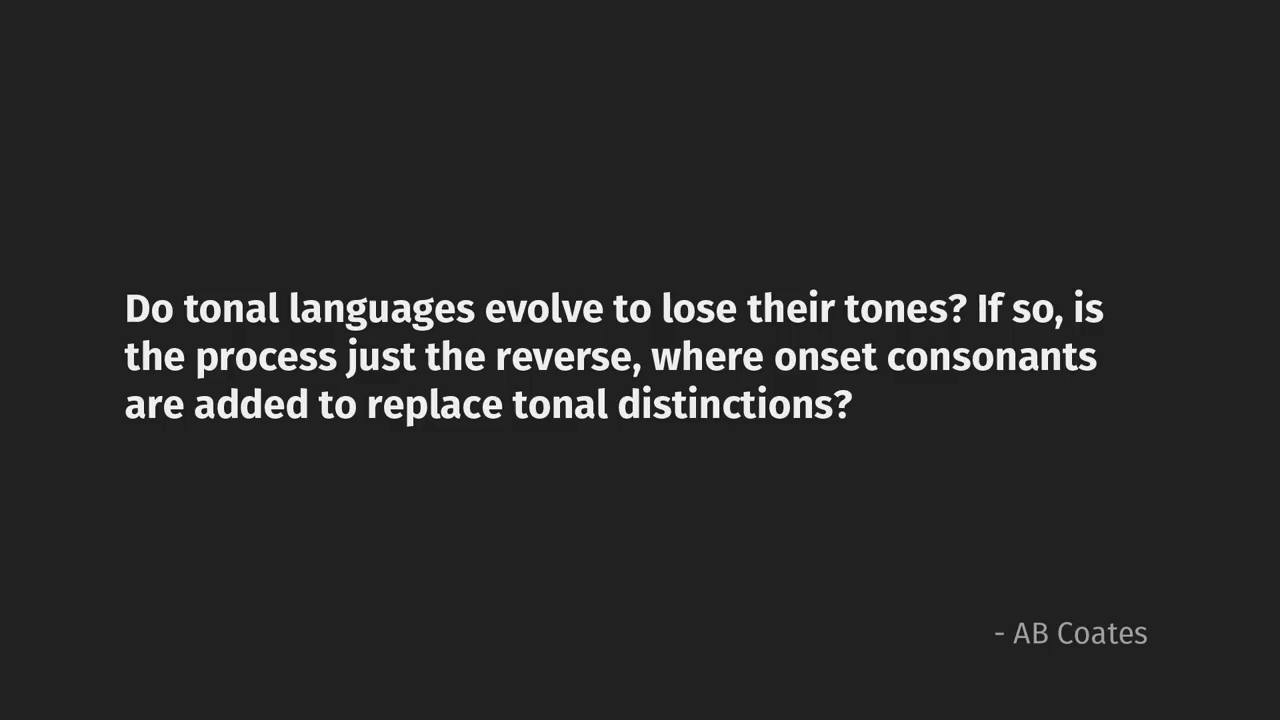 Do tonal languages evolve to lose their tones? If so, is
the process just the reverse, where onset consonants
are added to replace tonal distinctions?
- AB Coates